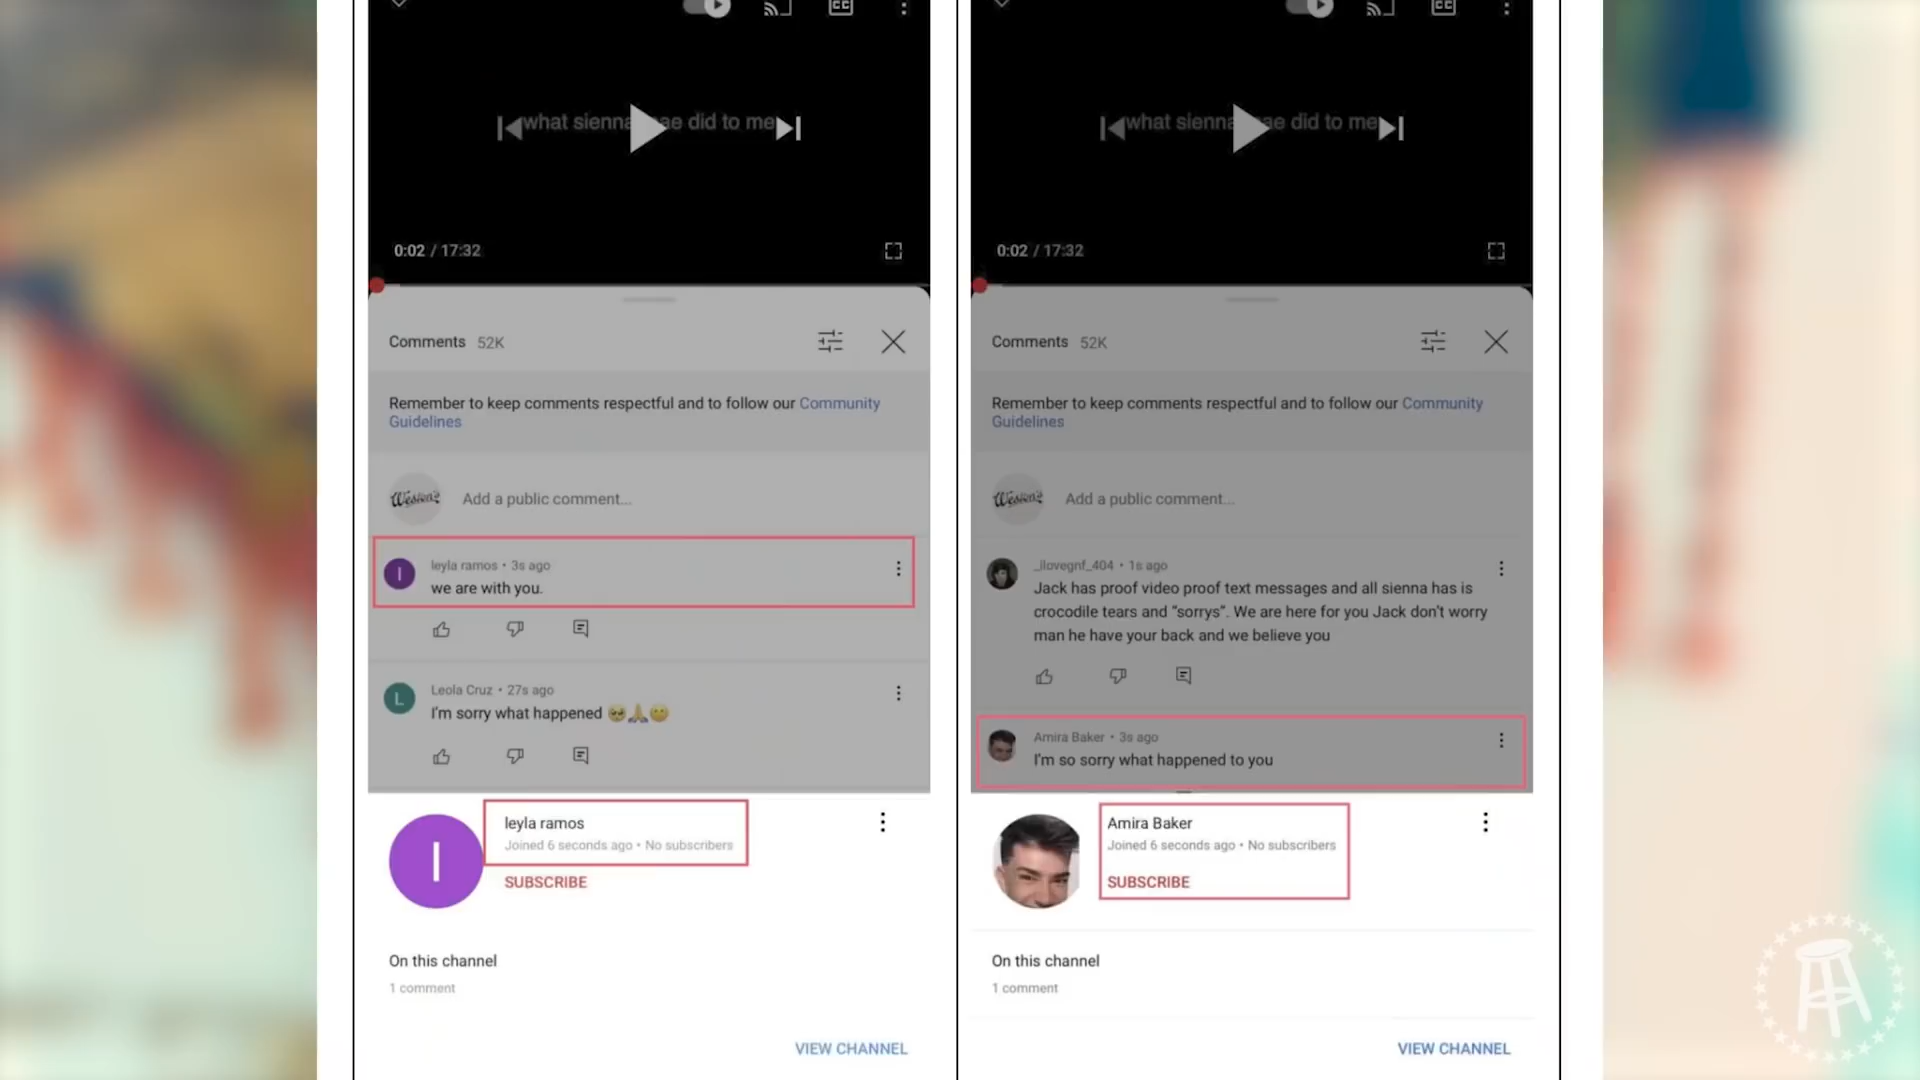 what sienna mae did to me
0:02 / 17:32
Comments 52K
Remember to keep comments respectful and to follow our Community
Guidelines
Add a public comment...
leyla ramos • 3s ago
we are with you.
Leola Cruz • 27s ago
I'm sorry what happened 🥺🙏😬
leyla ramos
Joined 6 seconds ago • No subscribers
SUBSCRIBE
On this channel
1 comment
VIEW CHANNEL
what sienna mae did to me
0:02 / 17:32
Comments 52K
Remember to keep comments respectful and to follow our Community
Guidelines
Add a public comment...
_ilovegnf_404 • 1s ago
Jack has proof video proof text messages and all sienna has is
crocodile tears and "sorrys". We are here for you Jack don't worry
man he have your back and we believe you
Amira Baker • 3s ago
I'm so sorry what happened to you
Amira Baker
Joined 6 seconds ago • No subscribers
SUBSCRIBE
On this channel
1 comment
VIEW CHANNEL